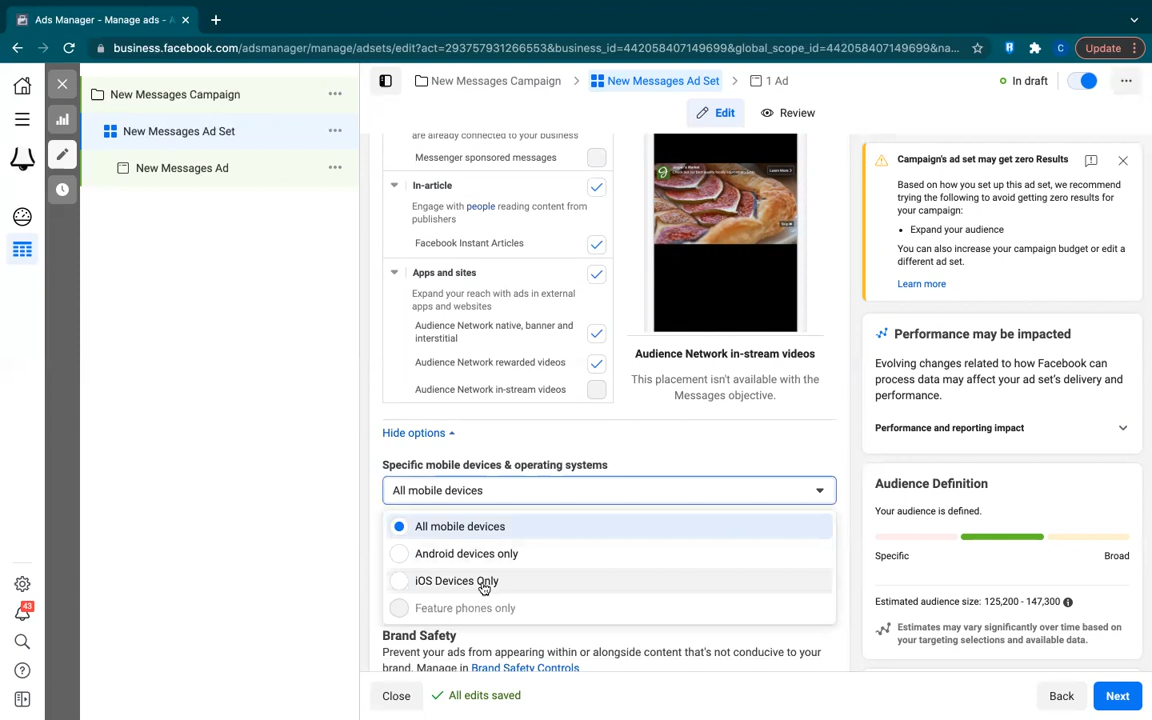 Ads Manager - Manage ads - A
business.facebook.com/adsmanager/manage/adsets/edit?act=293757931266553&business_id=442058407149699&global_scope_id=442058407149699&na...
C
Update
New Messages Campaign
New Messages Ad Set
New Messages Ad
43
New Messages Campaign
New Messages Ad Set
1 Ad
In draft
Edit
Review
are already connected to your business
Messenger sponsored messages
In-article
Engage with people reading content from
publishers
Facebook Instant Articles
Apps and sites
Expand your reach with ads in external
apps and websites
Audience Network native, banner and
interstitial
Audience Network rewarded videos
Audience Network in-stream videos
Audience Network in-stream videos
This placement isn't available with the
Messages objective.
Hide options
Specific mobile devices & operating systems
All mobile devices
All mobile devices
Android devices only
iOS Devices Only
Feature phones only
Brand Safety
Prevent your ads from appearing within or alongside content that's not conducive to your
brand. Manage in Brand Safety Controls
Close
All edits saved
Back
Next
Campaign's ad set may get zero Results
Based on how you set up this ad set, we recommend
trying the following to avoid getting zero results for
your campaign:
Expand your audience
You can also increase your campaign budget or edit a
different ad set.
Learn more
Performance may be impacted
Evolving changes related to how Facebook can
process data may affect your ad set's delivery and
performance.
Performance and reporting impact
Audience Definition
Your audience is defined.
Specific
Broad
Estimated audience size: 125,200 - 147,300
Estimates may vary significantly over time based on
your targeting selections and available data.